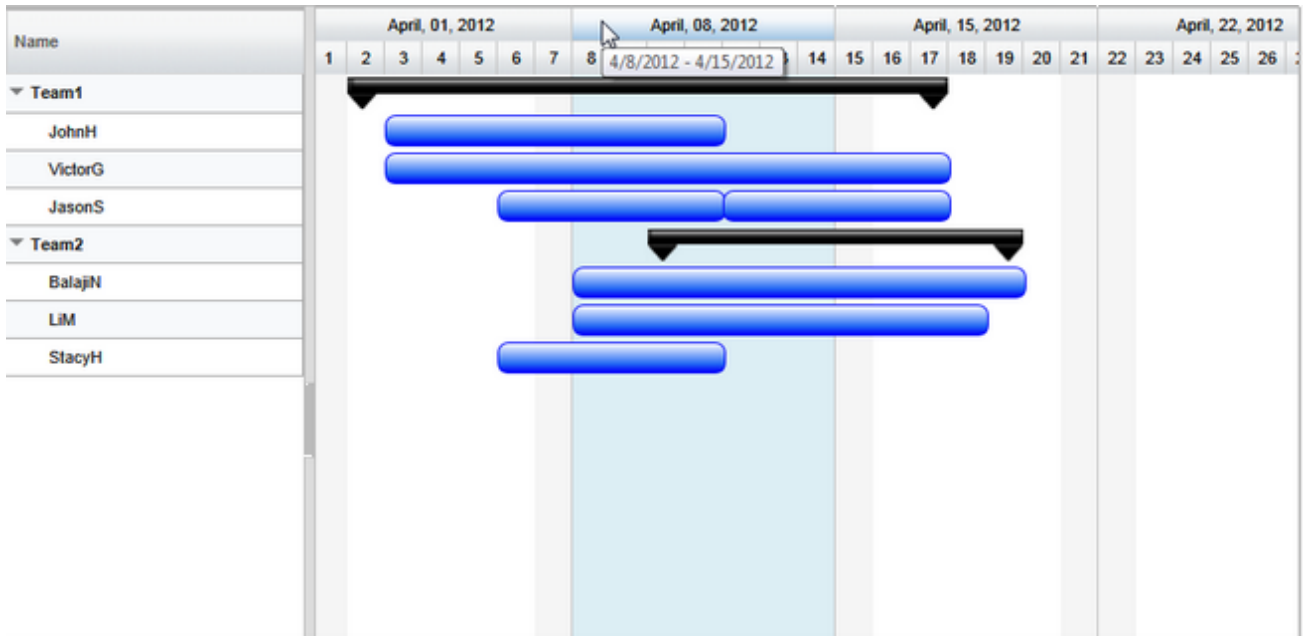 Name
April, 01, 2012 April, 08, 2012 April, 15, 2012 April, 22, 2012
1 2 3 4 5 6 7 8 14 15 16 17 18 19 20 21 22 23 24 25 26
4/8/2012 - 4/15/2012
Team1
JohnH
VictorG
JasonS
Team2
BalajiN
LiM
StacyH